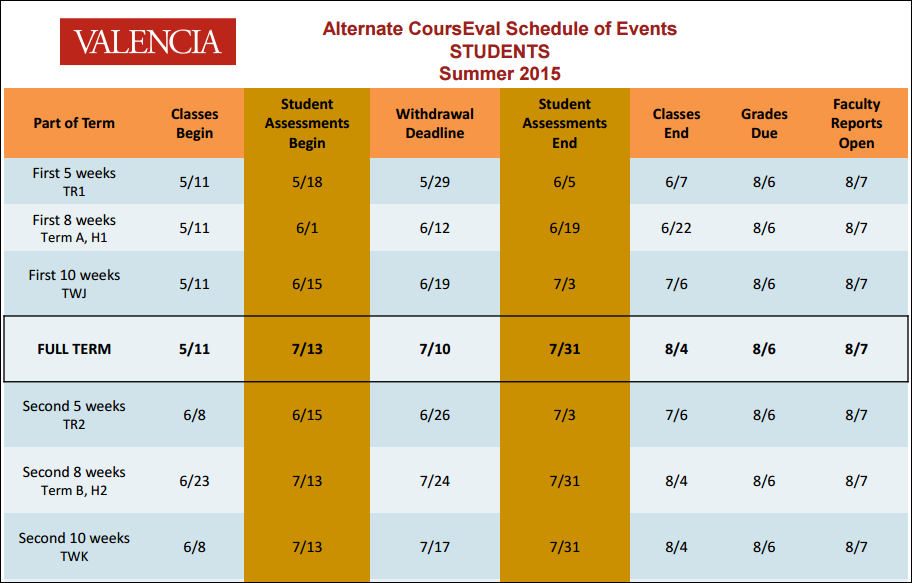 VALENCIA
Alternate CoursEval Schedule of Events
STUDENTS
Summer 2015
Part of Term Classes Begin Student Assessments Begin Withdrawal Deadline Student Assessments End Classes End Grades Due Faculty Reports Open
First 5 weeks
TR1 5/11 5/18 5/29 6/5 6/7 8/6 8/7
First 8 weeks
Term A, H1 5/11 6/1 6/12 6/19 6/22 8/6 8/7
First 10 weeks
TWJ 5/11 6/15 6/19 7/3 7/6 8/6 8/7
FULL TERM 5/11 7/13 7/10 7/31 8/4 8/6 8/7
Second 5 weeks
TR2 6/8 6/15 6/26 7/3 7/6 8/6 8/7
Second 8 weeks
Term B, H2 6/23 7/13 7/24 7/31 8/4 8/6 8/7
Second 10 weeks
TWK 6/8 7/13 7/17 7/31 8/4 8/6 8/7